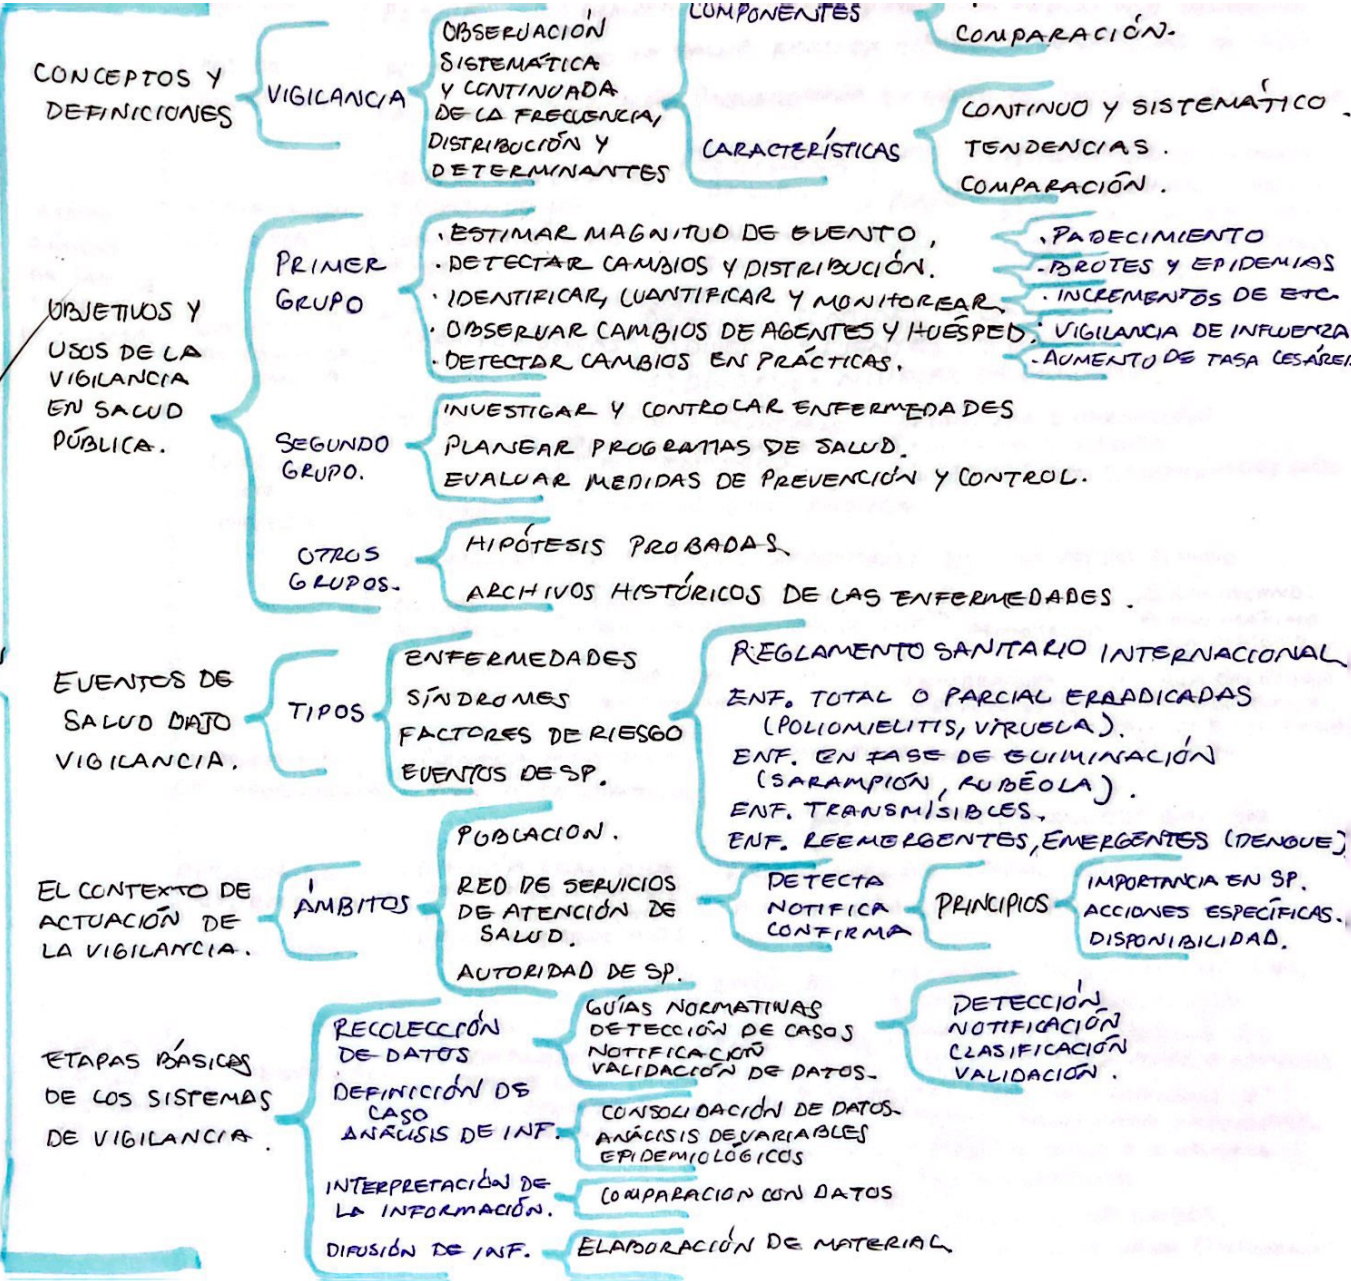 CONCEPTOS Y
DEFINICIONES
VIGILANCIA
OBSERVACIÓN
SISTEMÁTICA
Y CONTINUADA
DE LA FRECUENCIA,
DISTRIBUCIÓN Y
DETERMINANTES
COMPONENTES
COMPARACIÓN.
CARACTERÍSTICAS
CONTINUO Y SISTEMÁTICO.
TENDENCIAS.
COMPARACIÓN.
OBJETIVOS Y
USOS DE LA
VIGILANCIA
EN SALUD
PÚBLICA.
PRIMER
GRUPO
· ESTIMAR MAGNITUD DE EVENTO.
· DETECTAR CAMBIOS Y DISTRIBUCIÓN.
· IDENTIFICAR, CUANTIFICAR Y MONITOREAR.
· OBSERVAR CAMBIOS DE AGENTES Y HUÉSPED.
· DETECTAR CAMBIOS EN PRÁCTICAS.
· PADECIMIENTO
· BROTES Y EPIDEMIAS
· INCREMENTOS DE ETC.
· VIGILANCIA DE INFLUENZA
· AUMENTO DE TASA CESÁREA
SEGUNDO
GRUPO.
INVESTIGAR Y CONTROLAR ENFERMEDADES
PLANEAR PROGRAMAS DE SALUD.
EVALUAR MEDIDAS DE PREVENCIÓN Y CONTROL.
OTROS
GRUPOS.
HIPÓTESIS PROBADAS
ARCHIVOS HISTÓRICOS DE LAS ENFERMEDADES.
EVENTOS DE
SALUD BAJO
VIGILANCIA.
TIPOS
ENFERMEDADES
SÍNDROMES
FACTORES DE RIESGO
EVENTOS DE SP.
REGLAMENTO SANITARIO INTERNACIONAL
ENF. TOTAL O PARCIAL ERRADICADAS
(POLIOMIELITIS, VIRUELA)
ENF. EN FASE DE ELIMINACIÓN
(SARAMPIÓN, RUBÉOLA).
ENF. TRANSMISIBLES.
ENF. REEMERGENTES, EMERGENTES (DENGUE)
EL CONTEXTO DE
ACTUACIÓN DE
LA VIGILANCIA.
ÁMBITOS
POBLACIÓN.
RED DE SERVICIOS
DE ATENCIÓN DE
SALUD.
AUTORIDAD DE SP.
DETECTA
NOTIFICA
CONFIRMA
PRINCIPIOS
IMPORTANCIA EN SP.
ACCIONES ESPECÍFICAS.
DISPONIBILIDAD.
ETAPAS BÁSICAS
DE LOS SISTEMAS
DE VIGILANCIA.
RECOLECCIÓN
DE DATOS
GUÍAS NORMATIVAS
DETECCIÓN DE CASOS
NOTIFICACIÓN
VALIDACIÓN DE DATOS.
DETECCIÓN
NOTIFICACIÓN
CLASIFICACIÓN
VALIDACIÓN.
DEFINICIÓN DE
CASO
ANÁLISIS DE INF.
CONSOLIDACIÓN DE DATOS.
ANÁLISIS DE VARIABLES
EPIDEMIOLÓGICOS
INTERPRETACIÓN DE
LA INFORMACIÓN.
COMPARACIÓN CON DATOS
DIFUSIÓN DE INF.
ELABORACIÓN DE MATERIAL